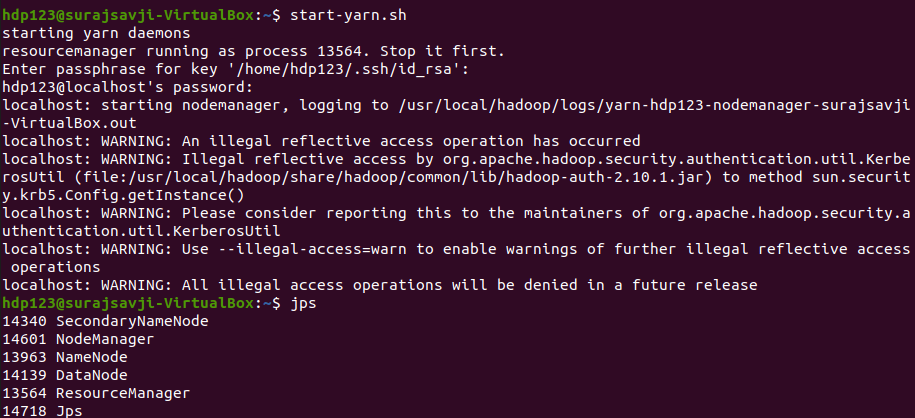 hdp123@surajsavji-VirtualBox:~$ start-yarn.sh
starting yarn daemons
resourcemanager running as process 13564. Stop it first.
Enter passphrase for key '/home/hdp123/.ssh/id_rsa':
hdp123@localhost's password:
localhost: starting nodemanager, logging to /usr/local/hadoop/logs/yarn-hdp123-nodemanager-surajsavji
-VirtualBox.out
localhost: WARNING: An illegal reflective access operation has occurred
localhost: WARNING: Illegal reflective access by org.apache.hadoop.security.authentication.util.Kerbe
rosUtil (file:/usr/local/hadoop/share/hadoop/common/lib/hadoop-auth-2.10.1.jar) to method sun.securit
y.krb5.Config.getInstance()
localhost: WARNING: Please consider reporting this to the maintainers of org.apache.hadoop.security.a
uthentication.util.KerberosUtil
localhost: WARNING: Use --illegal-access=warn to enable warnings of further illegal reflective access
 operations
localhost: WARNING: All illegal access operations will be denied in a future release
hdp123@surajsavji-VirtualBox:~$ jps
14340 SecondaryNameNode
14601 NodeManager
13963 NameNode
14139 DataNode
13564 ResourceManager
14718 Jps